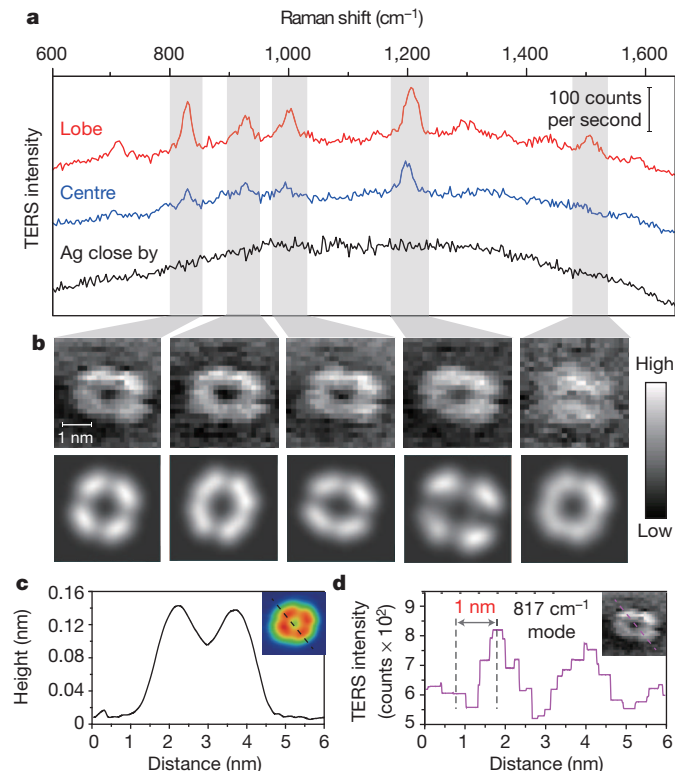 a
Raman shift (cm⁻¹)
600 800 1,000 1,200 1,400 1,600
TERS intensity
100 counts
per second
Lobe
Centre
Ag close by
b
1 nm
High
Low
c
Height (nm)
0.16
0.12
0.08
0.04
0
0 1 2 3 4 5 6
Distance (nm)
d
TERS intensity
(counts × 10²)
9
8
7
6
5
1 nm
817 cm⁻¹
mode
0 1 2 3 4 5 6
Distance (nm)